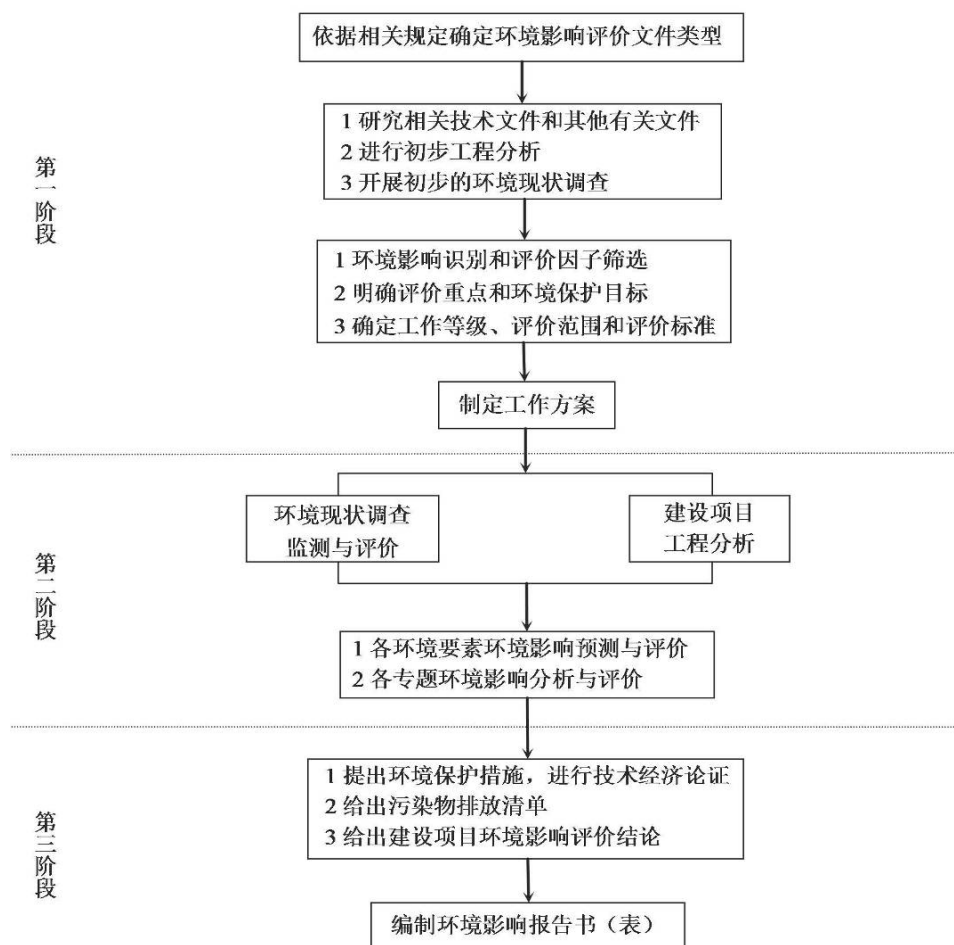 依据相关规定确定环境影响评价文件类型
1 研究相关技术文件和其他有关文件
2 进行初步工程分析
3 开展初步的环境现状调查
第一阶段
1 环境影响识别和评价因子筛选
2 明确评价重点和环境保护目标
3 确定工作等级、评价范围和评价标准
制定工作方案
环境现状调查
监测与评价
建设项目
工程分析
第二阶段
1 各环境要素环境影响预测与评价
2 各专题环境影响分析与评价
1 提出环境保护措施，进行技术经济论证
2 给出污染物排放清单
3 给出建设项目环境影响评价结论
第三阶段
编制环境影响报告书（表）